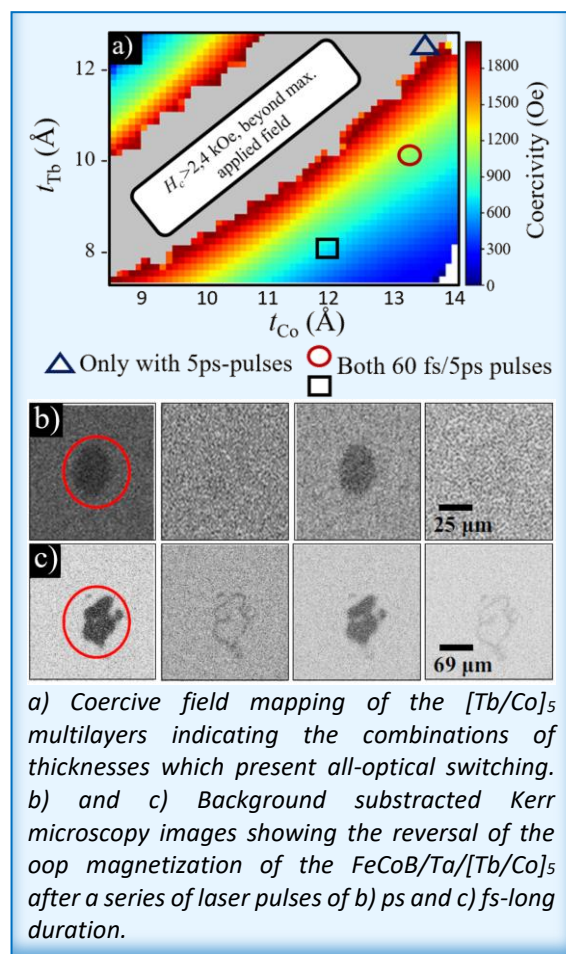 a)
12
10
8
t_Tb (Å)
H_c>2,4 kOe, beyond max.
applied field
9 10 11 12 13 14
t_Co (Å)
1800
1500
1200
900
600
300
0
Coercivity (Oe)
Only with 5ps-pulses Both 60 fs/5ps pulses
b)
25 µm
c)
69 µm
a) Coercive field mapping of the [Tb/Co]5
multilayers indicating the combinations of
thicknesses which present all-optical switching.
b) and c) Background substracted Kerr
microscopy images showing the reversal of the
oop magnetization of the FeCoB/Ta/[Tb/Co]5
after a series of laser pulses of b) ps and c) fs-long
duration.